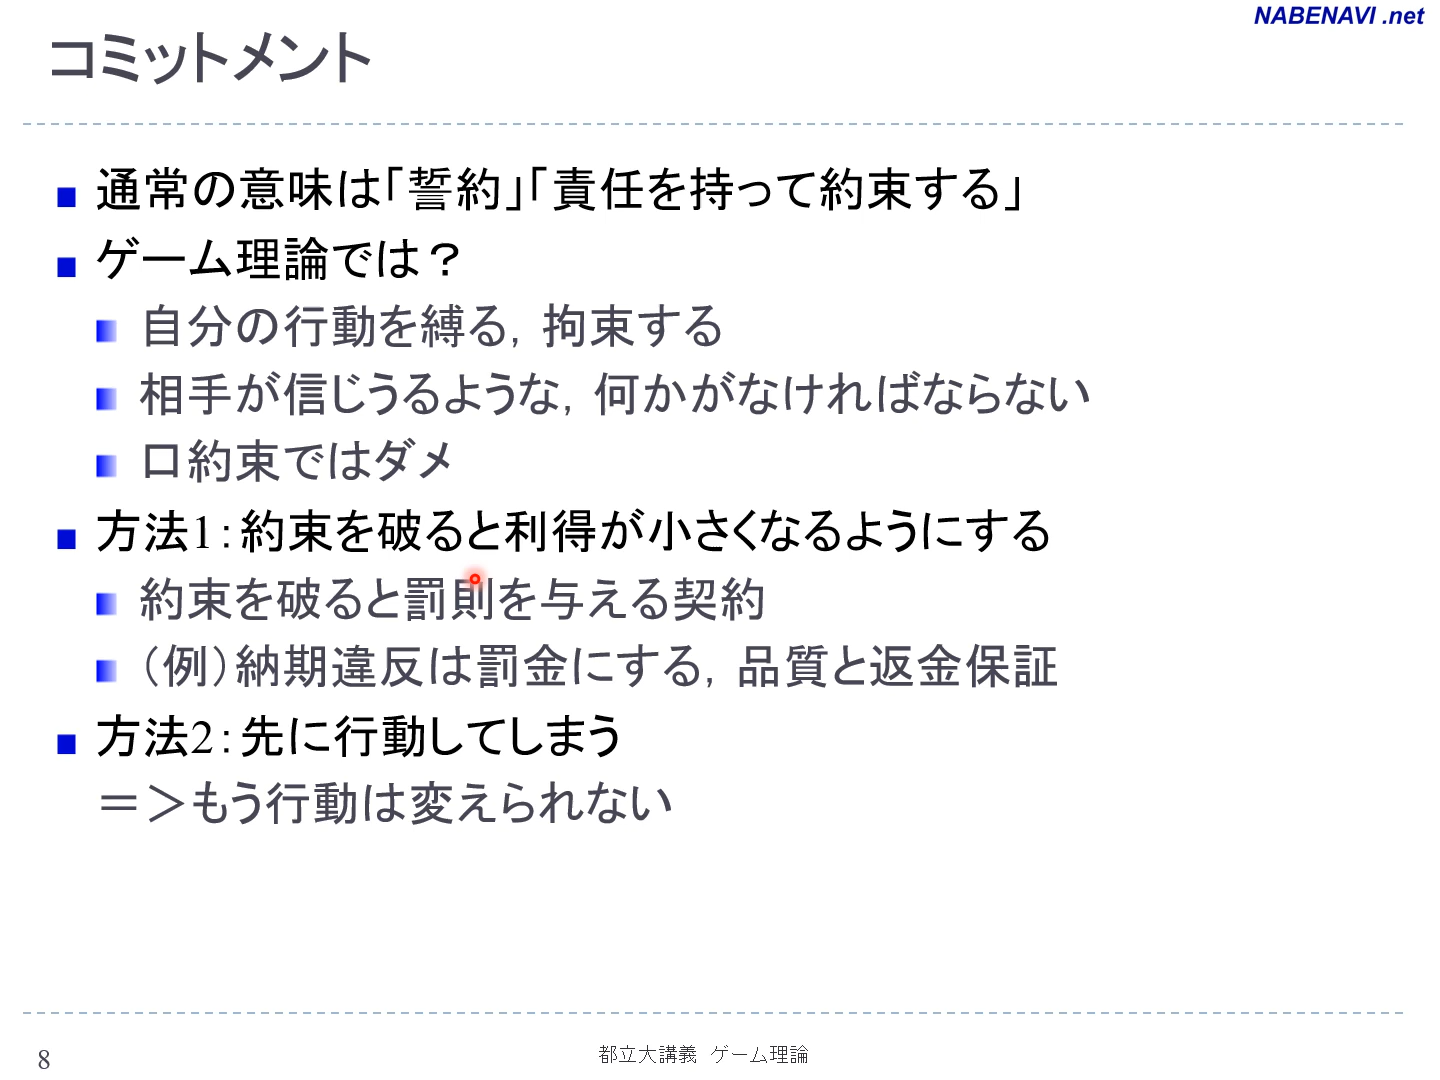 NABENAVI .net
コミットメント
通常の意味は「誓約」「責任を持って約束する」
ゲーム理論では？
自分の行動を縛る，拘束する
相手が信じうるような，何かがなければならない
口約束ではダメ
方法1：約束を破ると利得が小さくなるようにする
約束を破ると罰則を与える契約
（例）納期違反は罰金にする，品質と返金保証
方法2：先に行動してしまう
＝＞もう行動は変えられない
8
都立大講義　ゲーム理論